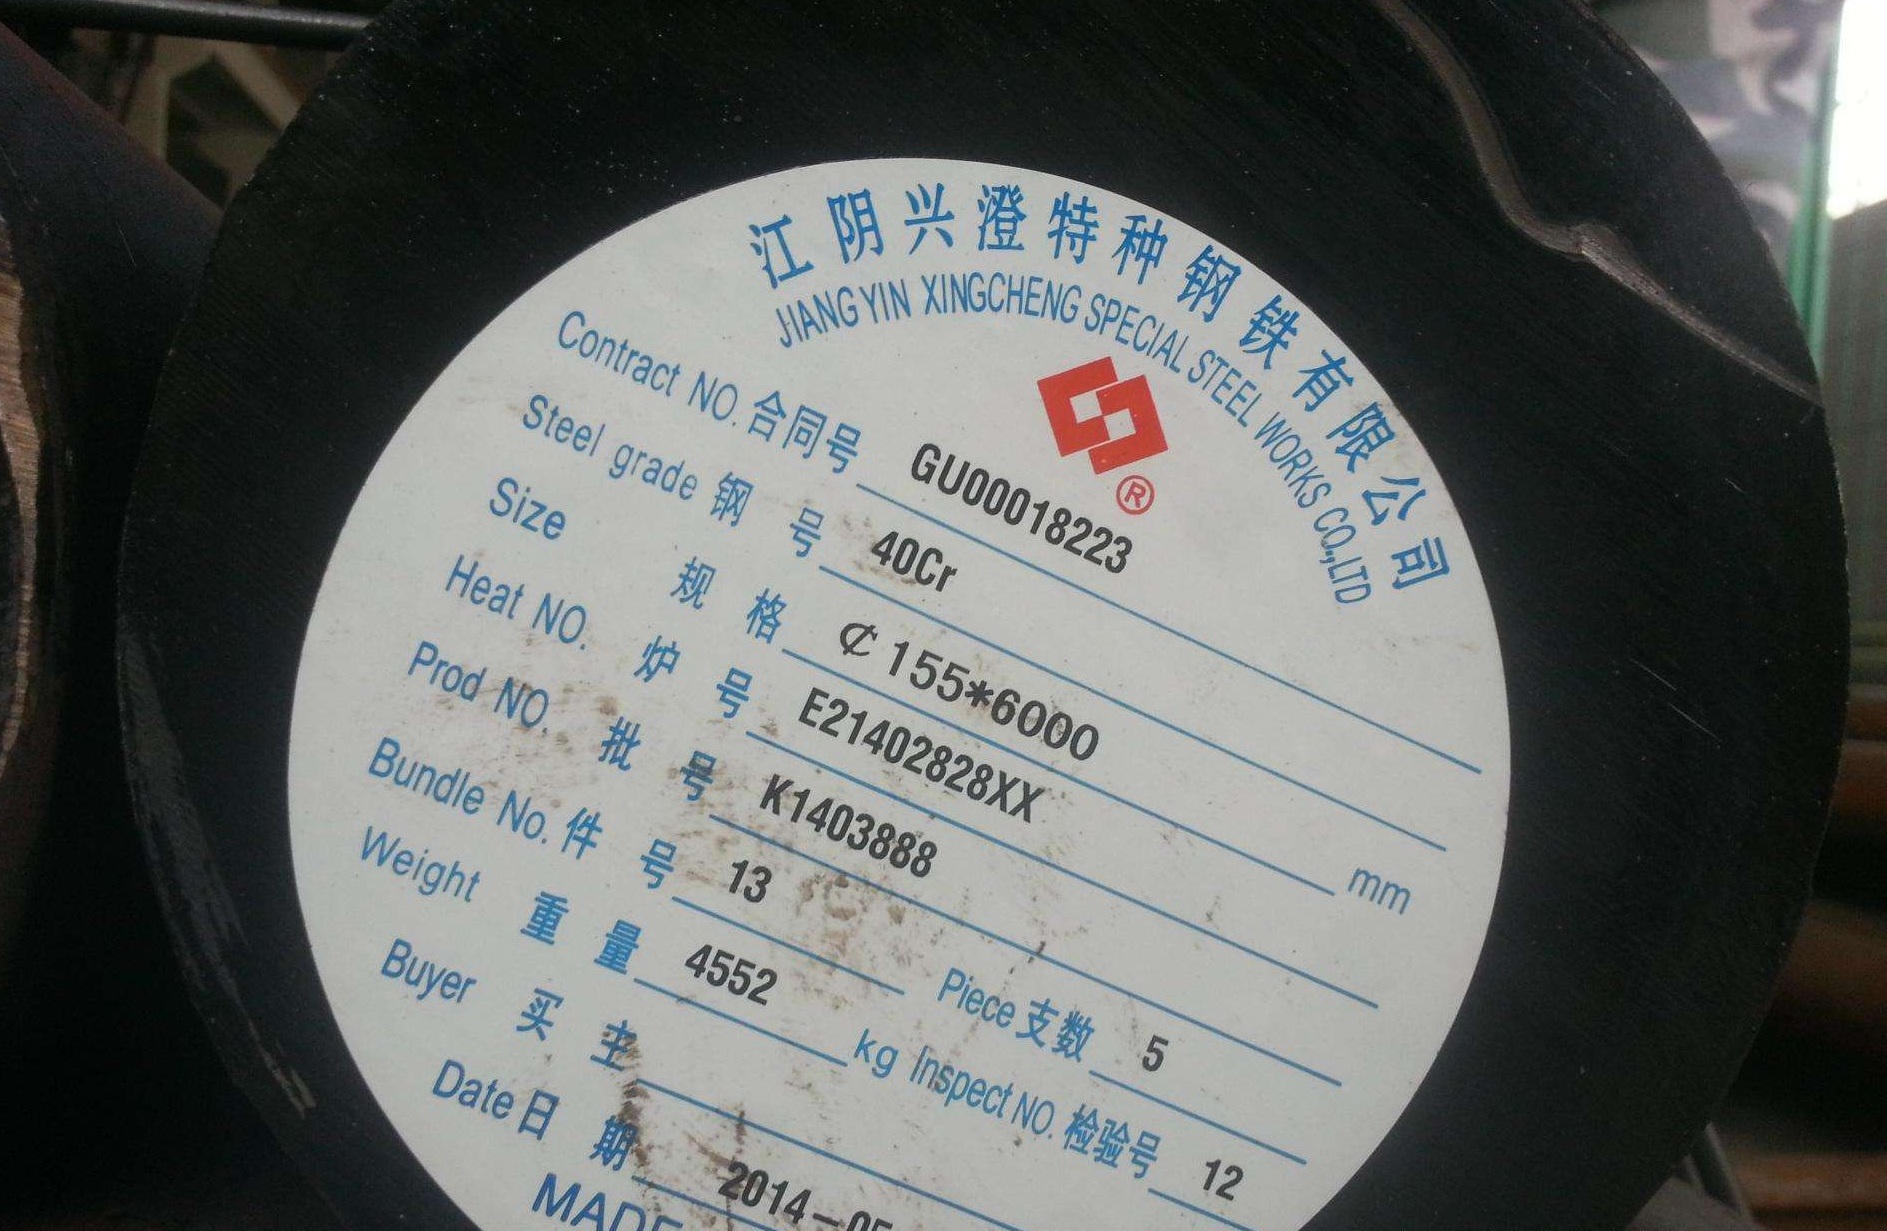 江阴兴澄特种钢铁有限公司
JIANGYIN XINGCHENG SPECIAL STEEL WORKS CO.,LTD
®
Contract NO. 合同号 GU00018223
Steel grade 钢号 40Cr
Size 规格 ₵155*6000 mm
Heat NO. 炉号 E21402828XX
Prod NO. 批号 K1403888
Bundle No. 件号 13 Piece 支数 5
Weight 重量 4552 kg Inspect NO. 检验号 12
Buyer 买主
Date 日期 2014-05
MADE